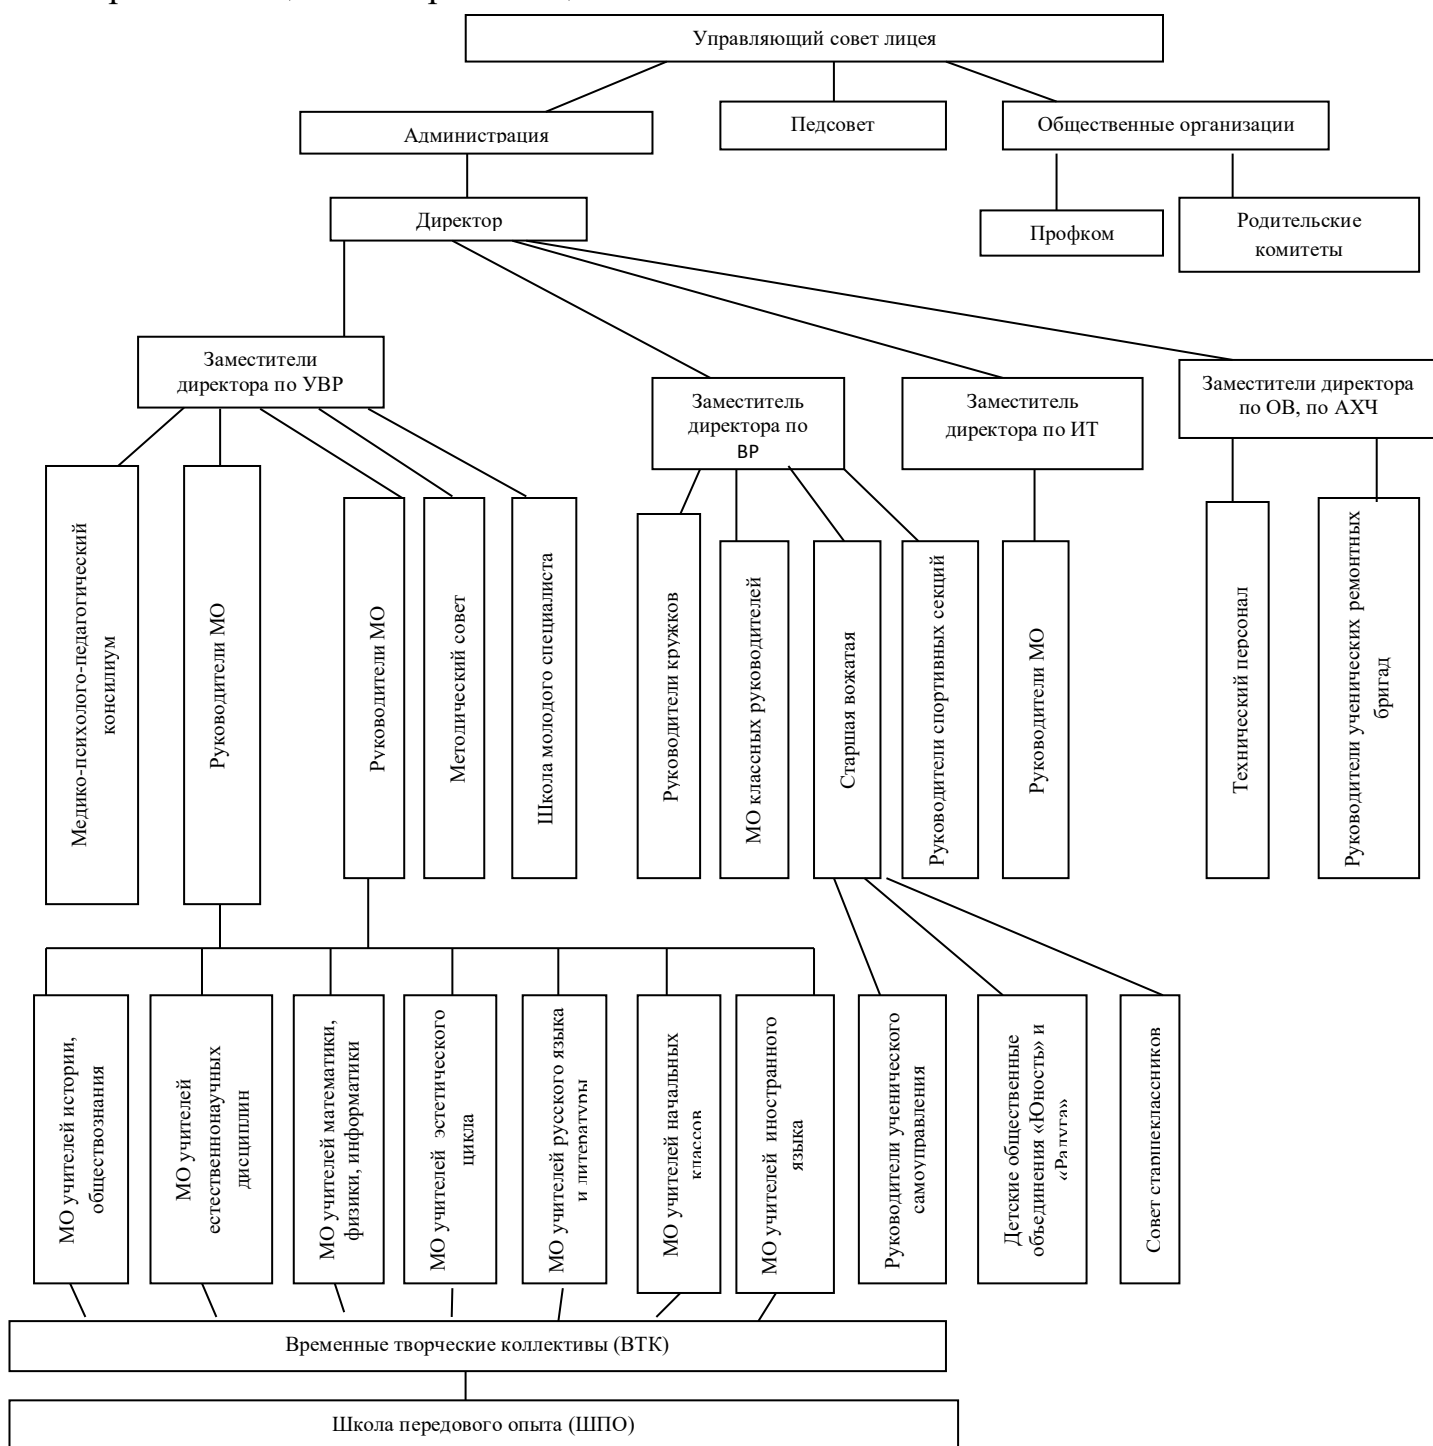 Управляющий совет лицея
Администрация
Педсовет
Общественные организации
Директор
Профком
Родительские
комитеты
Заместители
директора по УВР
Заместитель
директора по
ВР
Заместитель
директора по ИТ
Заместители директора
по ОВ, по АХЧ
Медико-психолого-педагогический
консилиум
Руководители МО
Руководители МО
Методический совет
Школа молодого специалиста
Руководители кружков
МО классных руководителей
Старшая вожатая
Руководители спортивных секций
Руководители МО
Технический персонал
Руководители ученических ремонтных
бригад
МО учителей истории,
обществознания
МО учителей
естественнонаучных
дисциплин
МО учителей математики,
физики, информатики
МО учителей эстетического
цикла
МО учителей русского языка
и литературы
МО учителей начальных
классов
МО учителей иностранного
языка
Руководители ученического
самоуправления
Детские общественные
объединения «Юность» и
«Радуга»
Совет старшеклассников
Временные творческие коллективы (ВТК)
Школа передового опыта (ШПО)